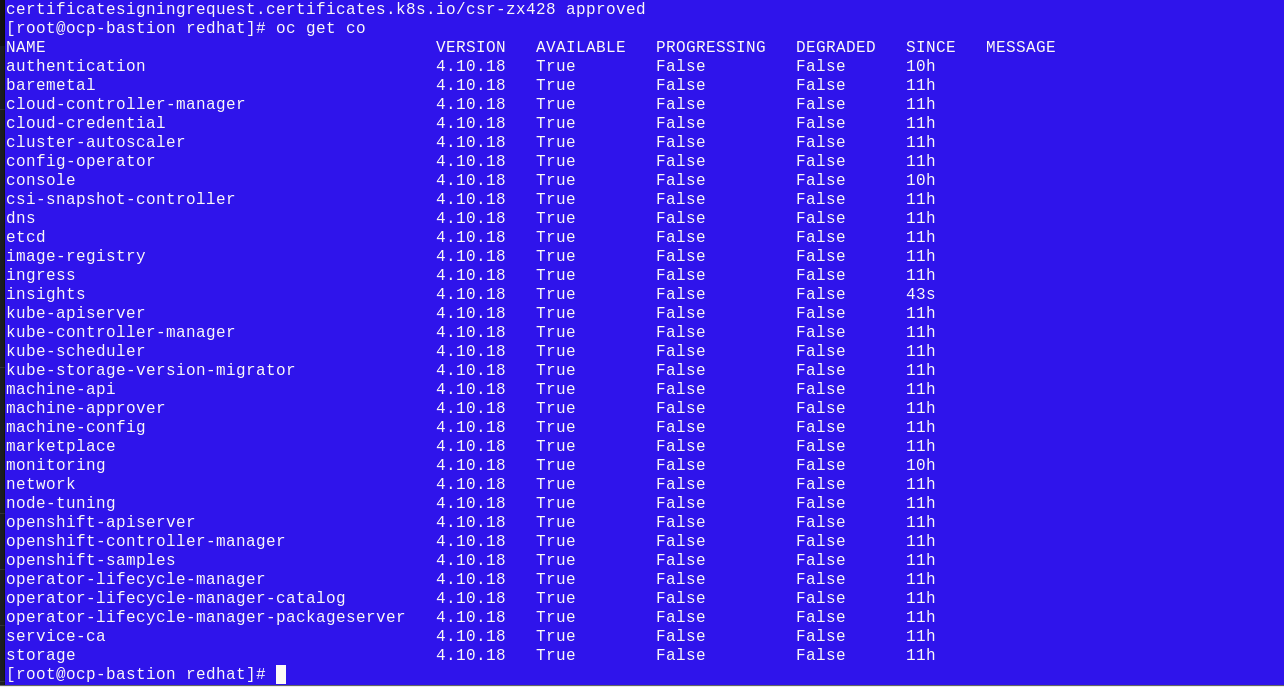 certificatesigningrequest.certificates.k8s.io/csr-zx428 approved
[root@ocp-bastion redhat]# oc get co
NAME VERSION AVAILABLE PROGRESSING DEGRADED SINCE MESSAGE
authentication 4.10.18 True False False 10h
baremetal 4.10.18 True False False 11h
cloud-controller-manager 4.10.18 True False False 11h
cloud-credential 4.10.18 True False False 11h
cluster-autoscaler 4.10.18 True False False 11h
config-operator 4.10.18 True False False 11h
console 4.10.18 True False False 10h
csi-snapshot-controller 4.10.18 True False False 11h
dns 4.10.18 True False False 11h
etcd 4.10.18 True False False 11h
image-registry 4.10.18 True False False 11h
ingress 4.10.18 True False False 11h
insights 4.10.18 True False False 43s
kube-apiserver 4.10.18 True False False 11h
kube-controller-manager 4.10.18 True False False 11h
kube-scheduler 4.10.18 True False False 11h
kube-storage-version-migrator 4.10.18 True False False 11h
machine-api 4.10.18 True False False 11h
machine-approver 4.10.18 True False False 11h
machine-config 4.10.18 True False False 11h
marketplace 4.10.18 True False False 11h
monitoring 4.10.18 True False False 10h
network 4.10.18 True False False 11h
node-tuning 4.10.18 True False False 11h
openshift-apiserver 4.10.18 True False False 11h
openshift-controller-manager 4.10.18 True False False 11h
openshift-samples 4.10.18 True False False 11h
operator-lifecycle-manager 4.10.18 True False False 11h
operator-lifecycle-manager-catalog 4.10.18 True False False 11h
operator-lifecycle-manager-packageserver 4.10.18 True False False 11h
service-ca 4.10.18 True False False 11h
storage 4.10.18 True False False 11h
[root@ocp-bastion redhat]#